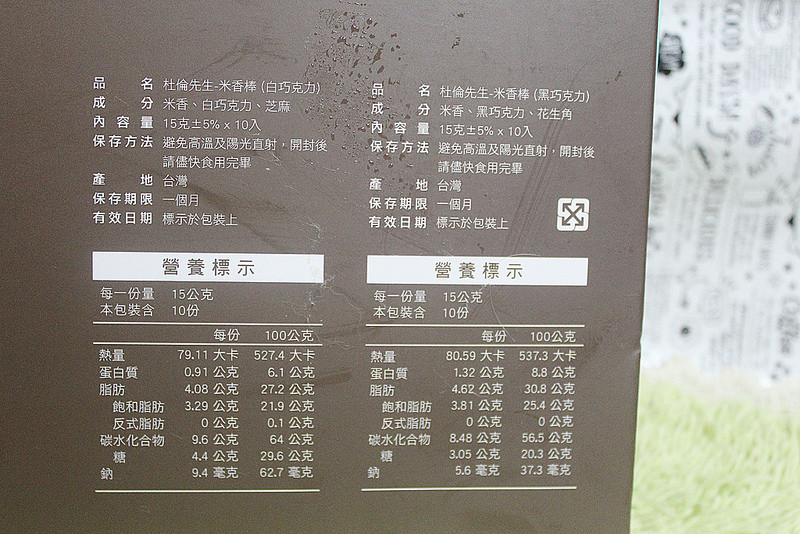 品名 杜倫先生-米香棒 (白巧克力)
成分 米香、白巧克力、芝麻
內容量 15克±5% x 10入
保存方法 避免高溫及陽光直射，開封後
請儘快食用完畢
產地 台灣
保存期限 一個月
有效日期 標示於包裝上
營養標示
每一份量 15公克
本包裝含 10份
每份 100公克
熱量 79.11 大卡 527.4 大卡
蛋白質 0.91 公克 6.1 公克
脂肪 4.08 公克 27.2 公克
飽和脂肪 3.29 公克 21.9 公克
反式脂肪 0 公克 0.1 公克
碳水化合物 9.6 公克 64 公克
糖 4.4 公克 29.6 公克
鈉 9.4 毫克 62.7 毫克
品名 杜倫先生-米香棒 (黑巧克力)
成分 米香、黑巧克力、花生角
內容量 15克±5% x 10入
保存方法 避免高溫及陽光直射，開封後
請儘快食用完畢
產地 台灣
保存期限 一個月
有效日期 標示於包裝上
營養標示
每一份量 15公克
本包裝含 10份
每份 100公克
熱量 80.59 大卡 537.3 大卡
蛋白質 1.32 公克 8.8 公克
脂肪 4.62 公克 30.8 公克
飽和脂肪 3.81 公克 25.4 公克
反式脂肪 0 公克 0 公克
碳水化合物 8.48 公克 56.5 公克
糖 3.05 公克 20.3 公克
鈉 5.6 毫克 37.3 毫克